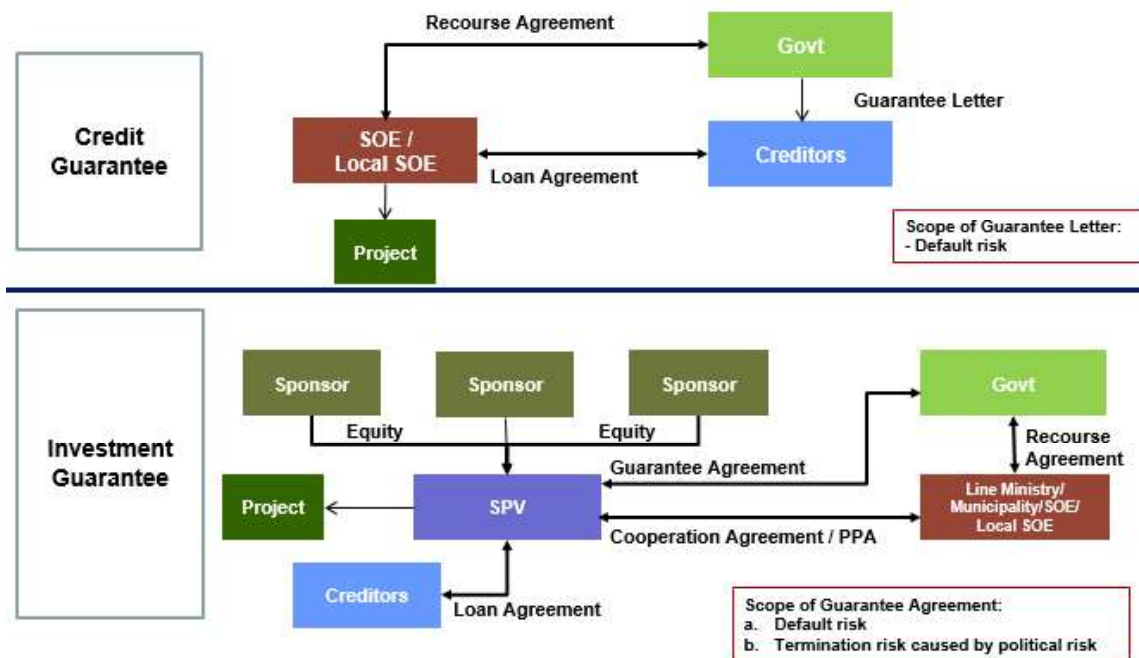 Recourse Agreement
Govt
Guarantee Letter
Credit
Guarantee
SOE /
Local SOE
Creditors
Loan Agreement
Project
Scope of Guarantee Letter:
- Default risk
Investment
Guarantee
Sponsor
Sponsor
Sponsor
Govt
Equity
Equity
Recourse
Agreement
Guarantee Agreement
Project
SPV
Line Ministry/
Municipality/SOE/
Local SOE
Cooperation Agreement / PPA
Creditors
Loan Agreement
Scope of Guarantee Agreement:
a. Default risk
b. Termination risk caused by political risk